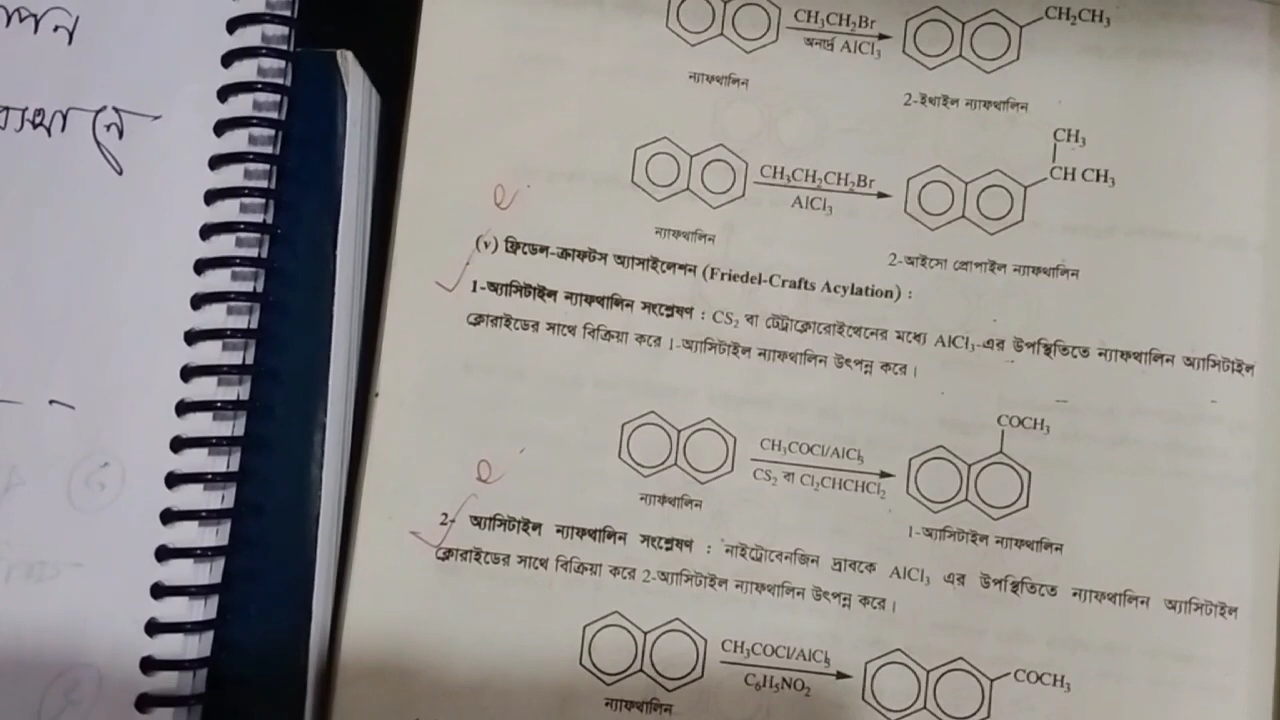 CH₃CH₂Br
অনার্দ্র AlCl₃
CH₂CH₃
ন্যাফথালিন
2-ইথাইল ন্যাফথালিন
CH₃CH₂CH₂Br
AlCl₃
CH₃
CH CH₃
ন্যাফথালিন
2-আইসো প্রোপাইল ন্যাফথালিন
(v) ফ্রিডেল-ক্রাফটস অ্যাসাইলেশন (Friedel-Crafts Acylation) :
1-অ্যাসিটাইল ন্যাফথালিন সংশ্লেষণ : CS₂ বা টেট্রাক্লোরোইথেনের মধ্যে AlCl₃-এর উপস্থিতিতে ন্যাফথালিন অ্যাসিটাইল
ক্লোরাইডের সাথে বিক্রিয়া করে 1-অ্যাসিটাইল ন্যাফথালিন উৎপন্ন করে।
CH₃COCl/AlCl₃
CS₂ বা Cl₂CHCHCl₂
COCH₃
ন্যাফথালিন
1-অ্যাসিটাইল ন্যাফথালিন
2- অ্যাসিটাইল ন্যাফথালিন সংশ্লেষণ : নাইট্রোবেনজিন দ্রাবকে AlCl₃ এর উপস্থিতিতে ন্যাফথালিন অ্যাসিটাইল
ক্লোরাইডের সাথে বিক্রিয়া করে 2-অ্যাসিটাইল ন্যাফথালিন উৎপন্ন করে।
CH₃COCl/AlCl₃
C₆H₅NO₂
COCH₃
ন্যাফথালিন